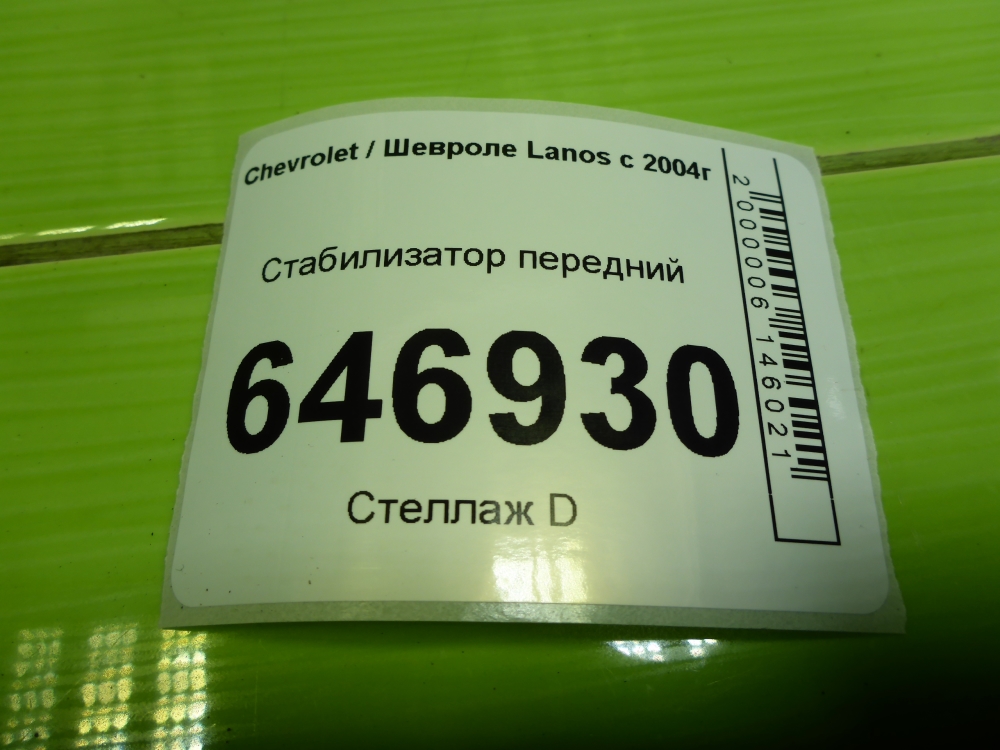 Chevrolet / Шевроле Lanos с 2004г
Стабилизатор передний
646930
Стеллаж D
2000006146021